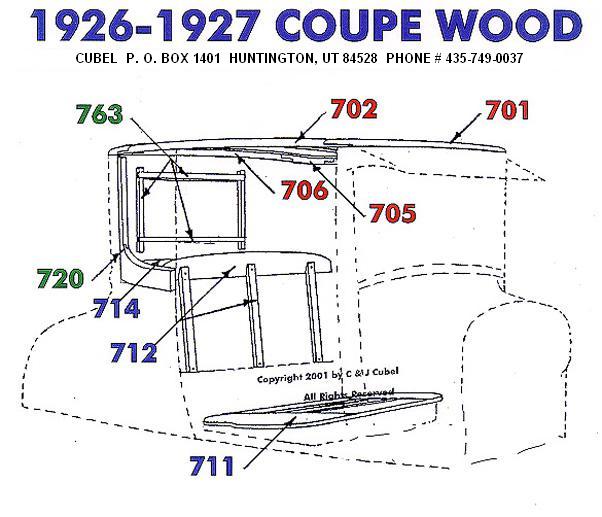 1926-1927 COUPE WOOD
CUBEL P. O. BOX 1401 HUNTINGTON, UT 84528 PHONE # 435-749-0037
763
702
701
706
705
720
714
712
Copyright 2001 by C & J Cubel
All Rights Reserved
711